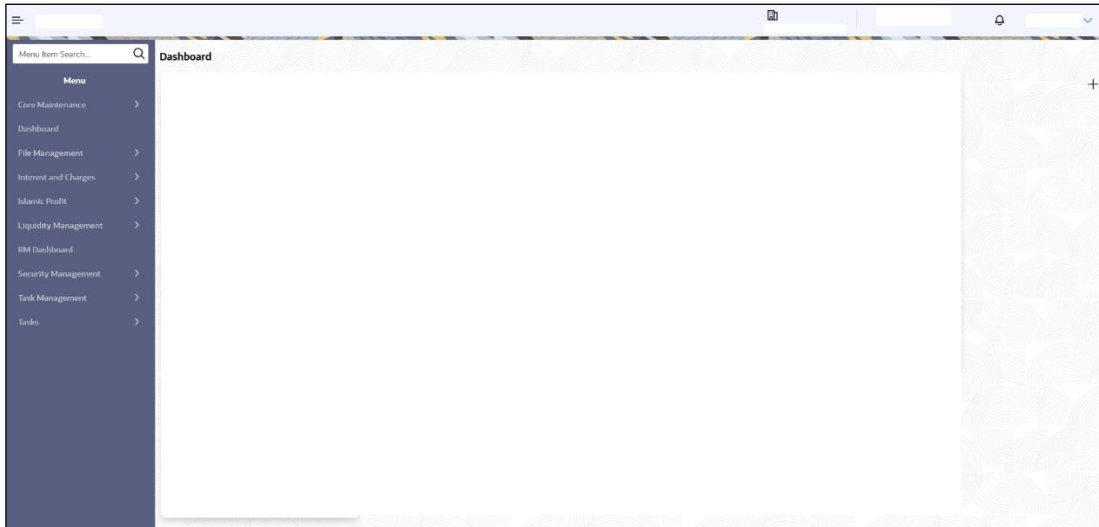 Menu Item Search...
Dashboard
Menu
Core Maintenance
Dashboard
File Management
Interest and Charges
Islamic Profit
Liquidity Management
RM Dashboard
Security Management
Task Management
Tasks